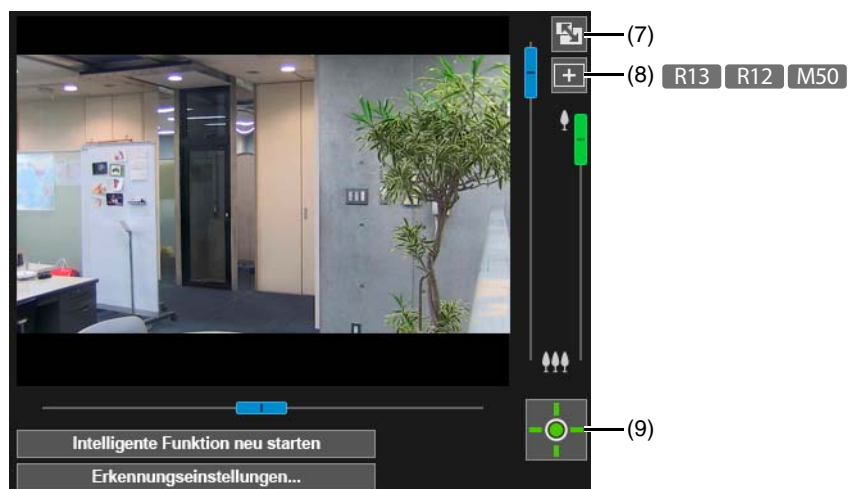 (7)
(8) R13 R12 M50
Intelligente Funktion neu starten
(9)
Erkennungseinstellungen...